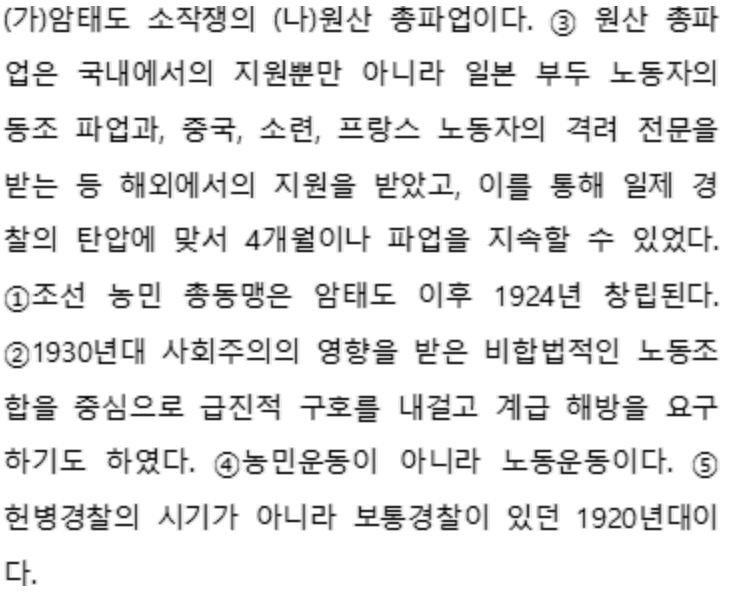 (가)암태도 소작쟁의 (나)원산 총파업이다. ③ 원산 총파
업은 국내에서의 지원뿐만 아니라 일본 부두 노동자의
동조 파업과, 중국, 소련, 프랑스 노동자의 격려 전문을
받는 등 해외에서의 지원을 받았고, 이를 통해 일제 경
찰의 탄압에 맞서 4개월이나 파업을 지속할 수 있었다.
①조선 농민 총동맹은 암태도 이후 1924년 창립된다.
②1930년대 사회주의의 영향을 받은 비합법적인 노동조
합을 중심으로 급진적 구호를 내걸고 계급 해방을 요구
하기도 하였다. ④농민운동이 아니라 노동운동이다. ⑤
헌병경찰의 시기가 아니라 보통경찰이 있던 1920년대이
다.